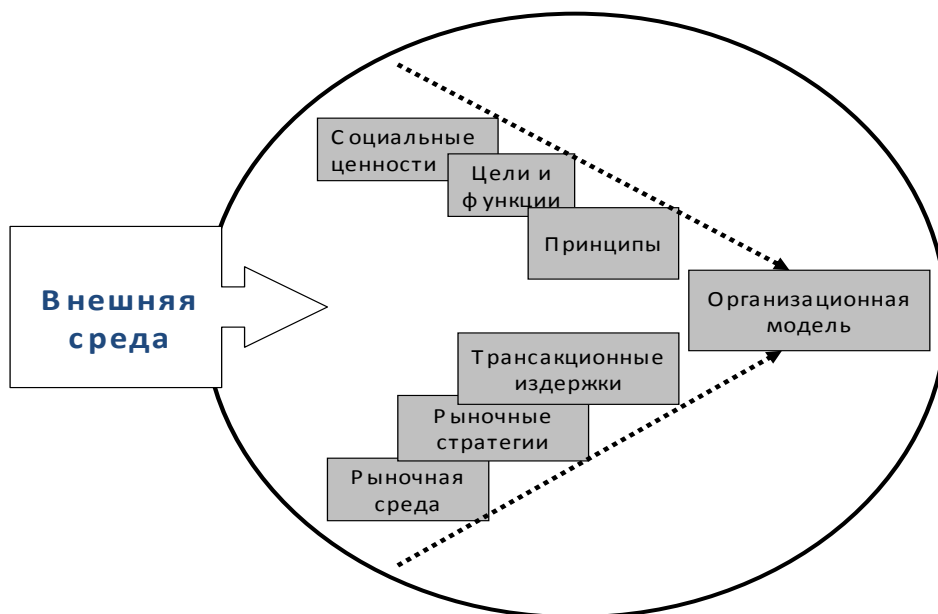 Социальные
ценности
Цели и
функции
Принципы
Внешняя
среда
Организационная
модель
Трансакционные
издержки
Рыночные
стратегии
Рыночная
среда